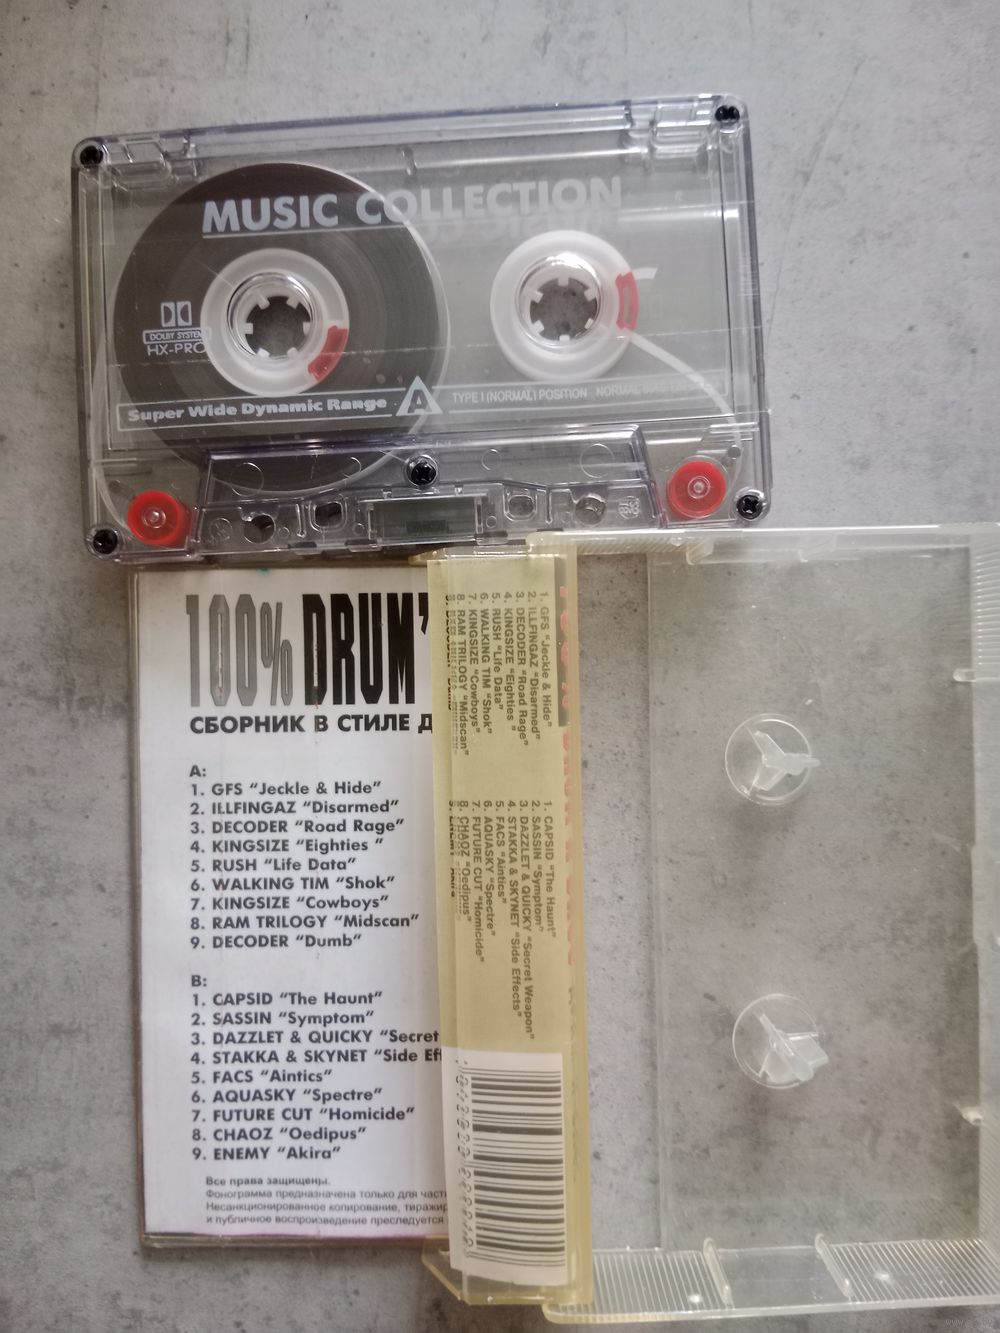 MUSIC COLLECTION
DOLBY SYSTEM
HX-PRO
Super Wide Dynamic Range
A
TYPE I (NORMAL) POSITION
NORMAL
100% DRUM'
СБОРНИК В СТИЛЕ Д
A:
1. GFS “Jeckle & Hide”
2. ILLFINGAZ “Disarmed”
3. DECODER “Road Rage”
4. KINGSIZE “Eighties ”
5. RUSH “Life Data”
6. WALKING TIM “Shok”
7. KINGSIZE “Cowboys”
8. RAM TRILOGY “Midscan”
9. DECODER “Dumb”
B:
1. CAPSID “The Haunt”
2. SASSIN “Symptom”
3. DAZZLET & QUICKY “Secret
4. STAKKA & SKYNET “Side Eff
5. FACS “Aintics”
6. AQUASKY “Spectre”
7. FUTURE CUT “Homicide”
8. CHAOZ “Oedipus”
9. ENEMY “Akira”
Все права защищены.
Фонограмма предназначена только для част
Несанкционированное копирование, тиражир
и публичное воспроизведение преследуется
1. GFS “Jeckle & Hide”
2. ILLFINGAZ “Disarmed”
3. DECODER “Road Rage”
4. KINGSIZE “Eighties ”
5. RUSH “Life Data”
6. WALKING TIM “Shok”
7. KINGSIZE “Cowboys”
8. RAM TRILOGY “Midscan”
9. DECODER “Dumb”
1. CAPSID “The Haunt”
2. SASSIN “Symptom”
3. DAZZLET & QUICKY “Secret Weapon”
4. STAKKA & SKYNET “Side Effects”
5. FACS “Aintics”
6. AQUASKY “Spectre”
7. FUTURE CUT “Homicide”
8. CHAOZ “Oedipus”
9. ENEMY “Akira”